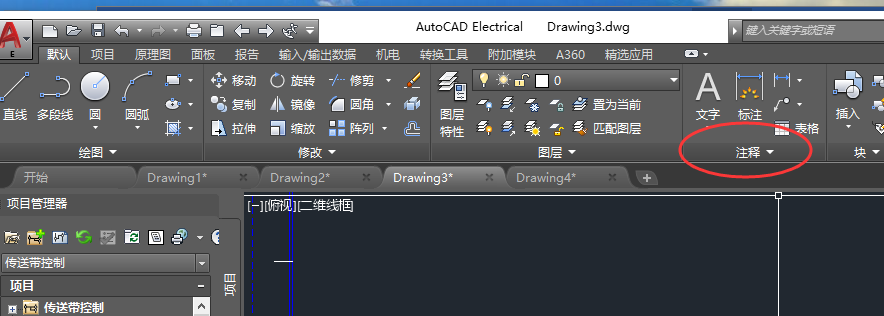 AutoCAD Electrical Drawing3.dwg
键入关键字或短语
A
E
默认 项目 原理图 面板 报告 输入/输出数据 机电 转换工具 附加模块 A360 精选应用
直线 多段线 圆 圆弧
移动 旋转 修剪
复制 镜像 圆角
拉伸 缩放 阵列
图层特性
0
置为当前
匹配图层
A
文字 标注 表格
插入
绘图 修改 图层 注释 块
开始 Drawing1* Drawing2* Drawing3* Drawing4*
项目管理器
[−][俯视][二维线框]
传送带控制
项目
项目
传送带控制